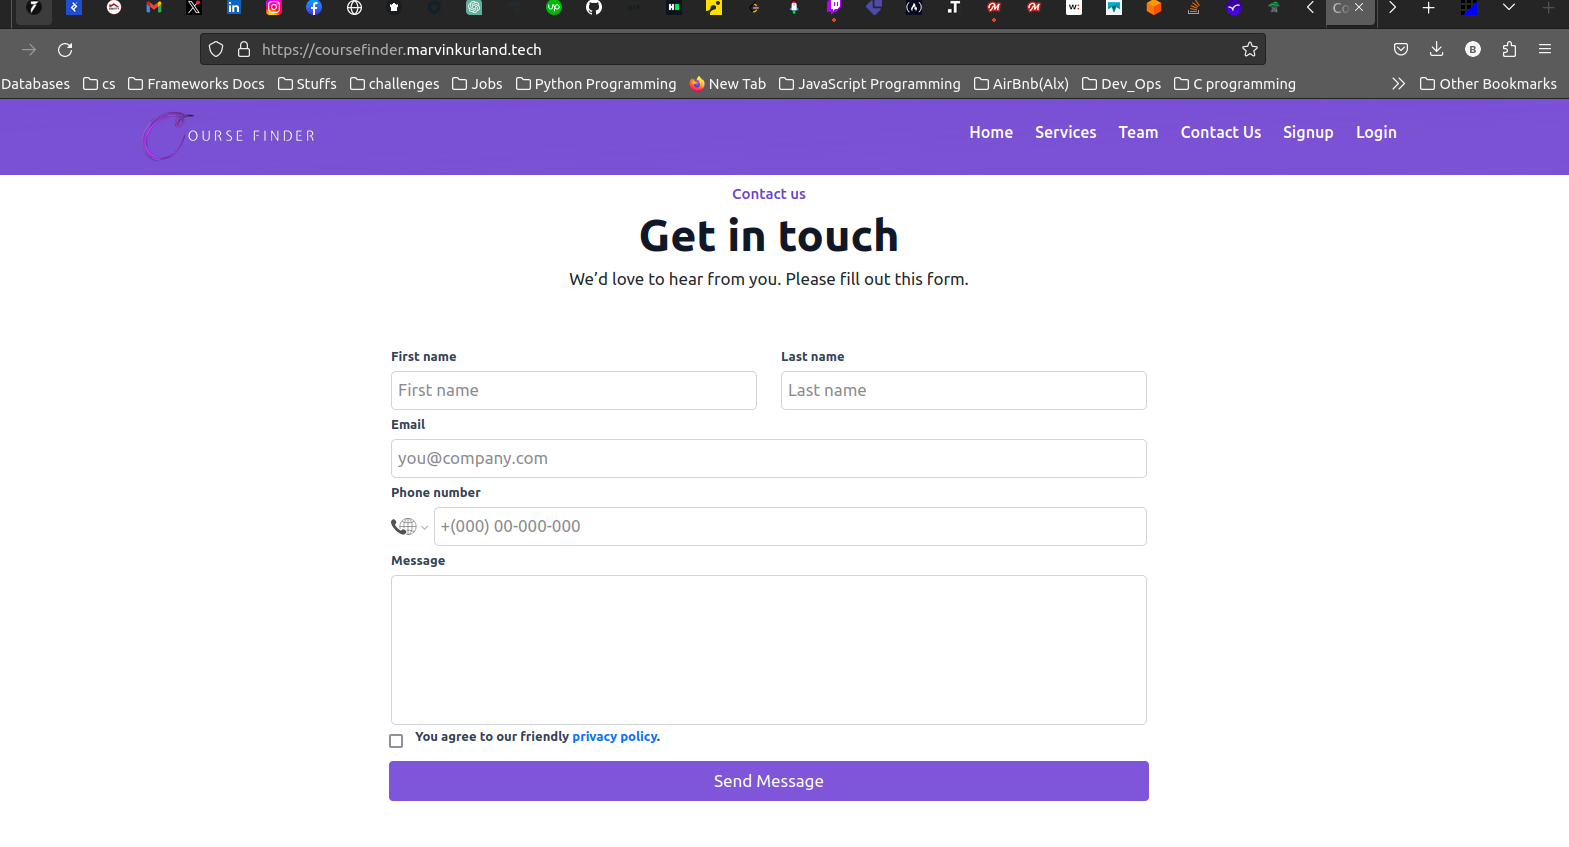 Co
https://coursefinder.marvinkurland.tech
Databases cs Frameworks Docs Stuffs challenges Jobs Python Programming New Tab JavaScript Programming AirBnb(Alx) Dev_Ops C programming Other Bookmarks
COURSE FINDER Home Services Team Contact Us Signup Login
Contact us
Get in touch
We’d love to hear from you. Please fill out this form.
First name Last name
First name Last name
Email
you@company.com
Phone number
+(000) 00-000-000
Message
You agree to our friendly privacy policy.
Send Message